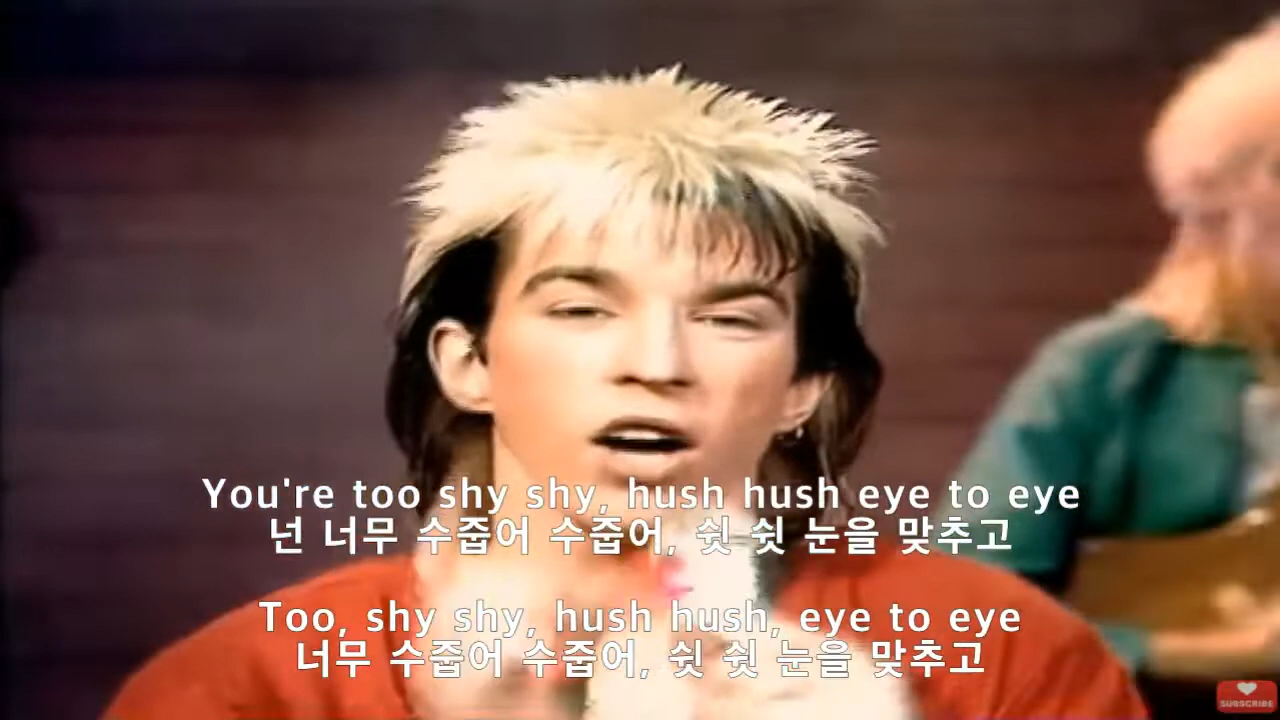 You're too shy shy, hush hush eye to eye
넌 너무 수줍어 수줍어, 쉿 쉿 눈을 맞추고
Too, shy shy, hush hush, eye to eye
너무 수줍어 수줍어, 쉿 쉿 눈을 맞추고
SUBSCRIBE